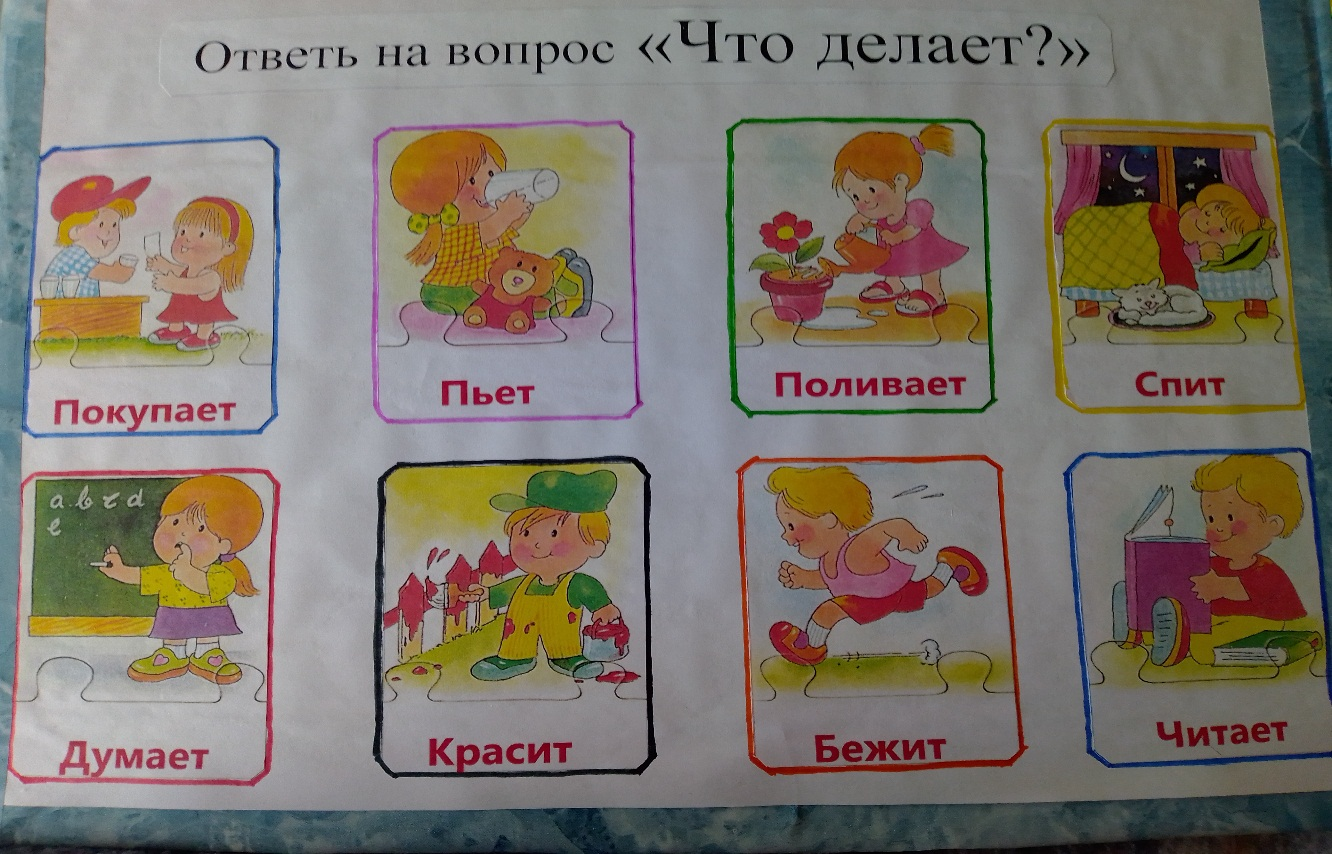 Ответь на вопрос «Что делает?»
Покупает
Пьет
Поливает
Спит
a b c d
e
Думает
Красит
Бежит
Читает